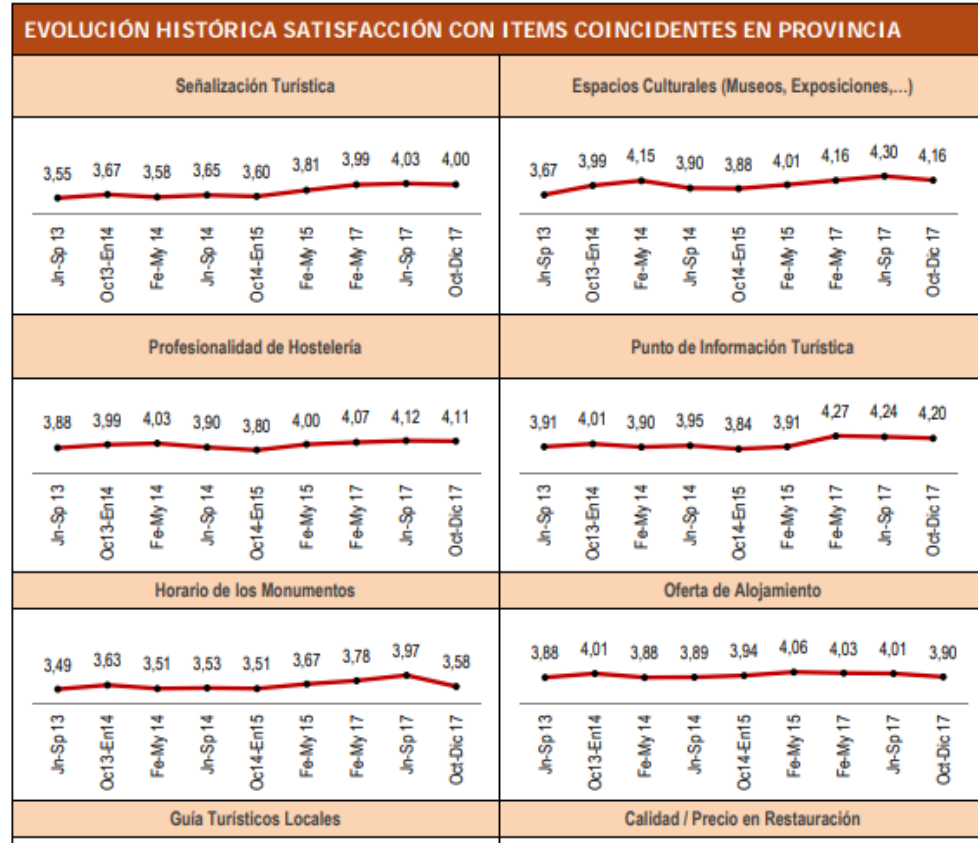 EVOLUCIÓN HISTÓRICA SATISFACCIÓN CON ITEMS COINCIDENTES EN PROVINCIA
Señalización Turística
3,55 3,67 3,58 3,65 3,60 3,81 3,99 4,03 4,00
Jn-Sp 13 Oc13-En14 Fe-My 14 Jn-Sp 14 Oc14-En15 Fe-My 15 Fe-My 17 Jn-Sp 17 Oct-Dic 17
Espacios Culturales (Museos, Exposiciones,...)
3,67 3,99 4,15 3,90 3,88 4,01 4,16 4,30 4,16
Jn-Sp 13 Oc13-En14 Fe-My 14 Jn-Sp 14 Oc14-En15 Fe-My 15 Fe-My 17 Jn-Sp 17 Oct-Dic 17
Profesionalidad de Hostelería
3,88 3,99 4,03 3,90 3,80 4,00 4,07 4,12 4,11
Jn-Sp 13 Oc13-En14 Fe-My 14 Jn-Sp 14 Oc14-En15 Fe-My 15 Fe-My 17 Jn-Sp 17 Oct-Dic 17
Punto de Información Turística
3,91 4,01 3,90 3,95 3,84 3,91 4,27 4,24 4,20
Jn-Sp 13 Oc13-En14 Fe-My 14 Jn-Sp 14 Oc14-En15 Fe-My 15 Fe-My 17 Jn-Sp 17 Oct-Dic 17
Horario de los Monumentos
3,49 3,63 3,51 3,53 3,51 3,67 3,78 3,97 3,58
Jn-Sp 13 Oc13-En14 Fe-My 14 Jn-Sp 14 Oc14-En15 Fe-My 15 Fe-My 17 Jn-Sp 17 Oct-Dic 17
Oferta de Alojamiento
3,88 4,01 3,88 3,89 3,94 4,06 4,03 4,01 3,90
Jn-Sp 13 Oc13-En14 Fe-My 14 Jn-Sp 14 Oc14-En15 Fe-My 15 Fe-My 17 Jn-Sp 17 Oct-Dic 17
Guía Turísticos Locales
Calidad / Precio en Restauración